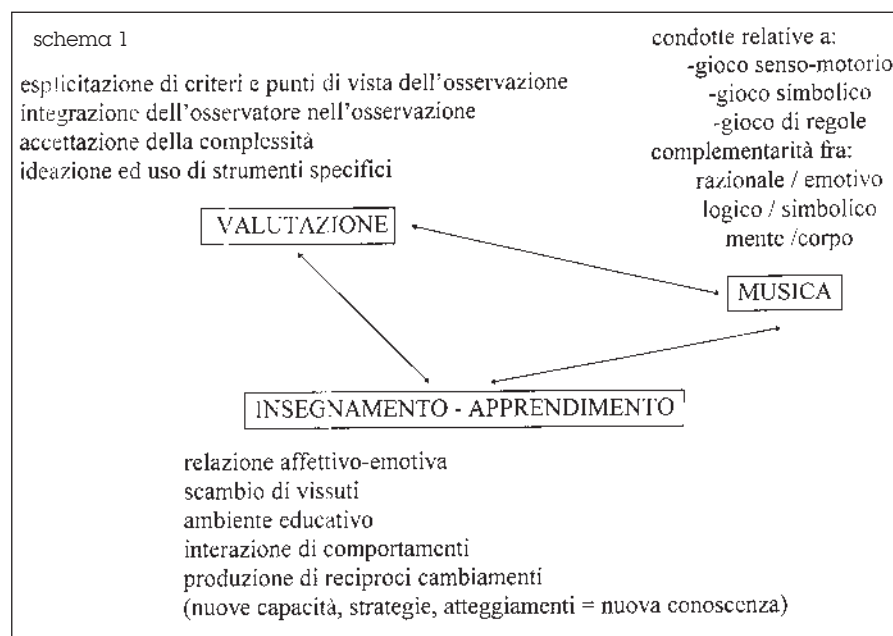 schema 1
esplicitazione di criteri e punti di vista dell'osservazione
integrazione dell'osservatore nell'osservazione
accettazione della complessità
ideazione ed uso di strumenti specifici
condotte relative a:
-gioco senso-motorio
-gioco simbolico
-gioco di regole
complementarità fra:
razionale / emotivo
logico / simbolico
mente /corpo
VALUTAZIONE
MUSICA
INSEGNAMENTO - APPRENDIMENTO
relazione affettivo-emotiva
scambio di vissuti
ambiente educativo
interazione di comportamenti
produzione di reciproci cambiamenti
(nuove capacità, strategie, atteggiamenti = nuova conoscenza)